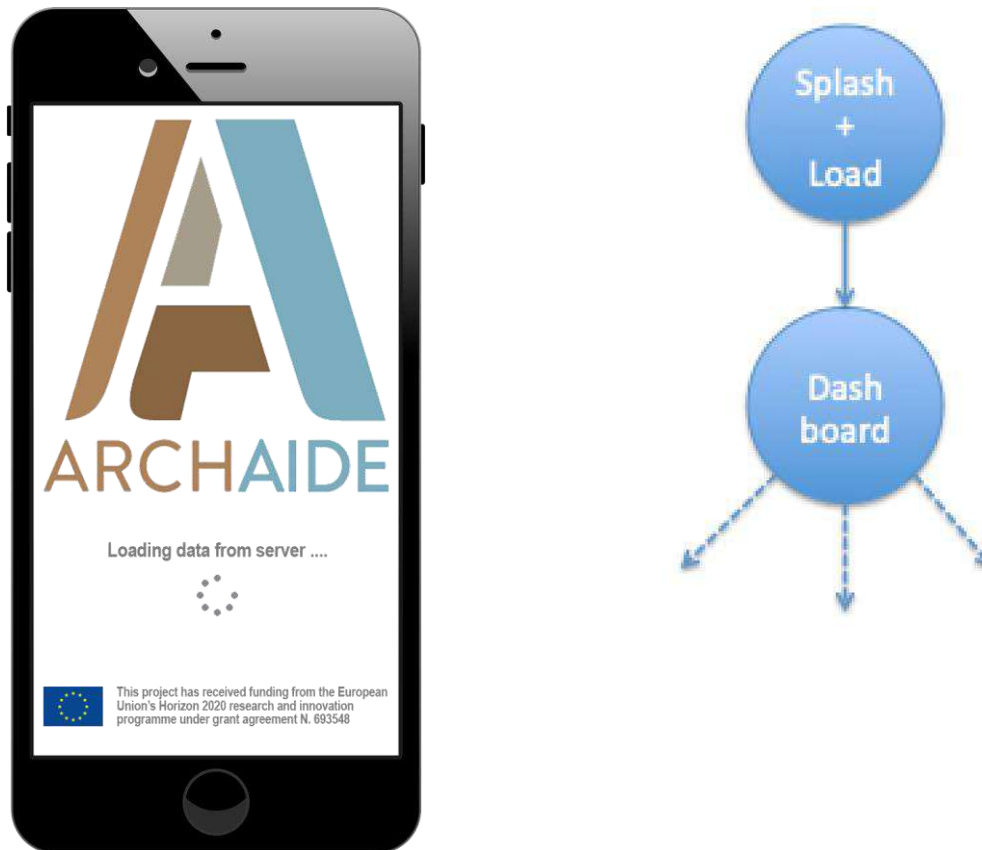 ARCHAIDE
Loading data from server ....
This project has received funding from the European
Union's Horizon 2020 research and innovation
programme under grant agreement N. 693548
Splash
+
Load
Dash
board